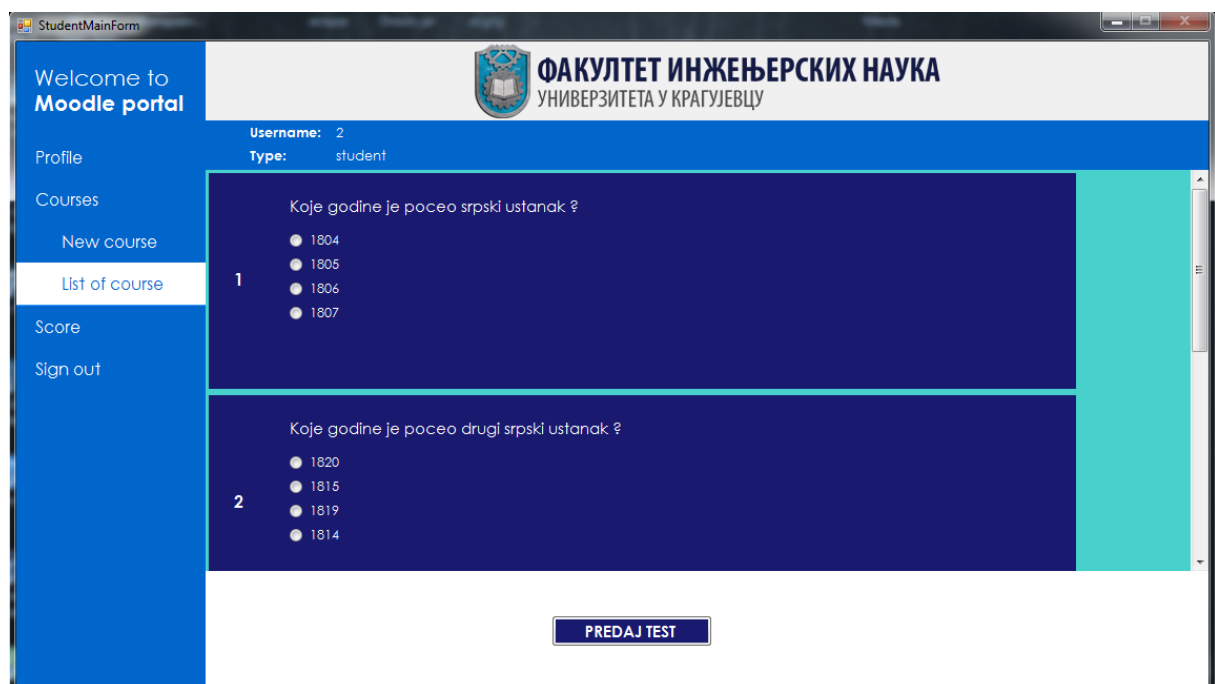 StudentMainForm
Welcome to
Moodle portal
ФАКУЛТЕТ ИНЖЕЊЕРСКИХ НАУКА
УНИВЕРЗИТЕТА У КРАГУЈЕВЦУ
Username: 2
Type: student
Profile
Courses
New course
List of course
Score
Sign out
1
Koje godine je poceo srpski ustanak ?
1804
1805
1806
1807
2
Koje godine je poceo drugi srpski ustanak ?
1820
1815
1819
1814
PREDAJ TEST